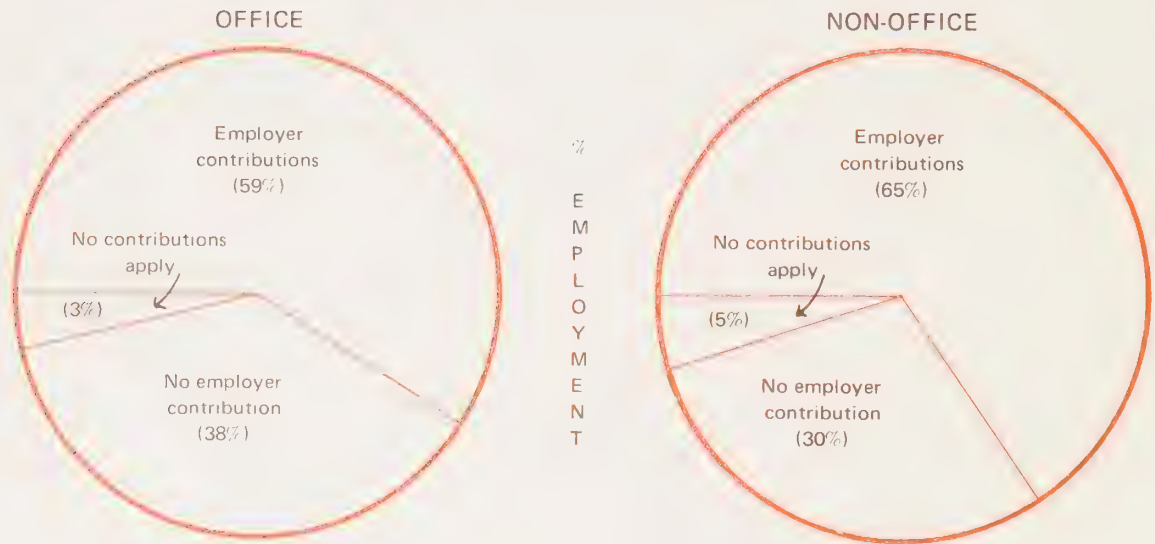 OFFICE
Employer
contributions
(59%)
No contributions
apply
(3%)
No employer
contribution
(38%)
%
E
M
P
L
O
Y
M
E
N
T
NON-OFFICE
Employer
contributions
(65%)
No contributions
apply
(5%)
No employer
contribution
(30%)